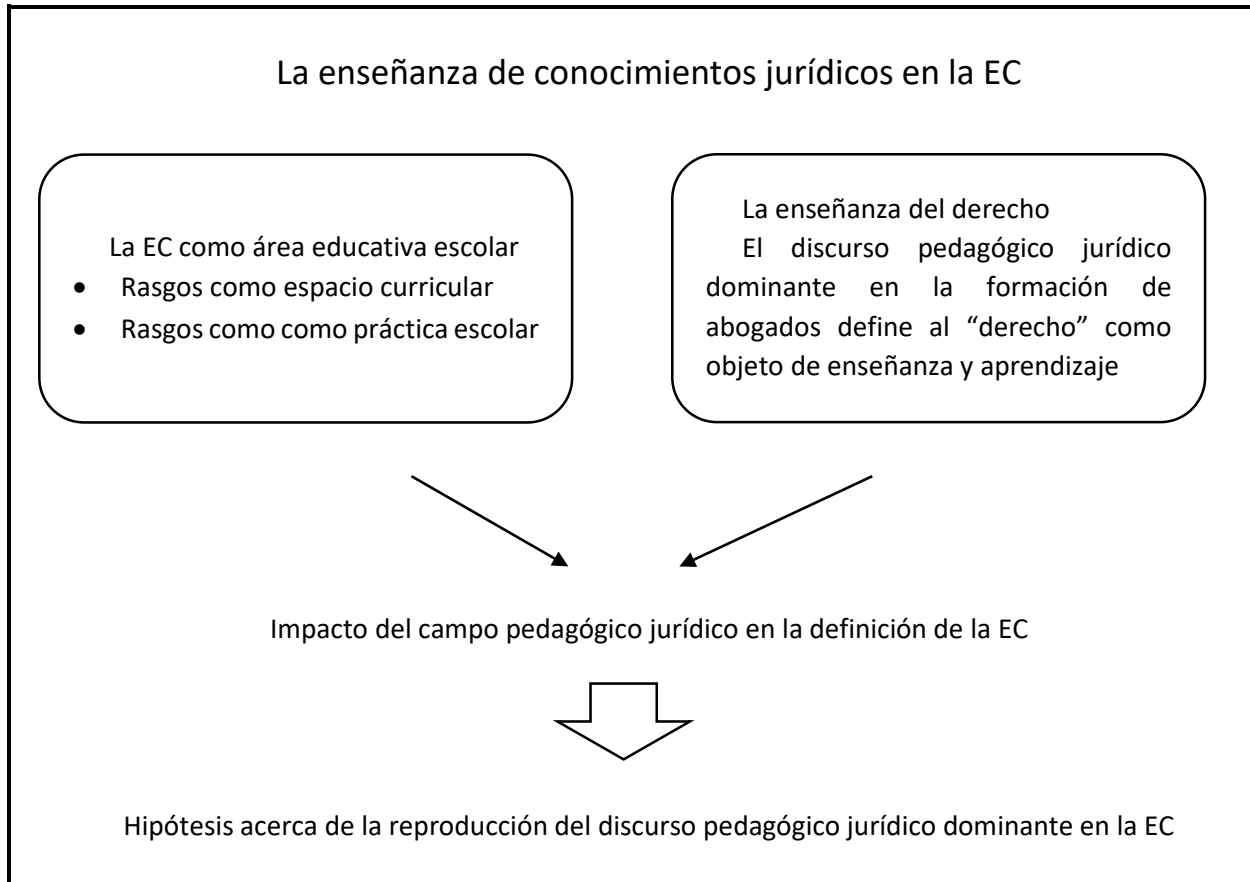 La enseñanza de conocimientos jurídicos en la EC
La EC como área educativa escolar
• Rasgos como espacio curricular
• Rasgos como como práctica escolar
La enseñanza del derecho
El discurso pedagógico jurídico
dominante en la formación de
abogados define al “derecho” como
objeto de enseñanza y aprendizaje
Impacto del campo pedagógico jurídico en la definición de la EC
Hipótesis acerca de la reproducción del discurso pedagógico jurídico dominante en la EC